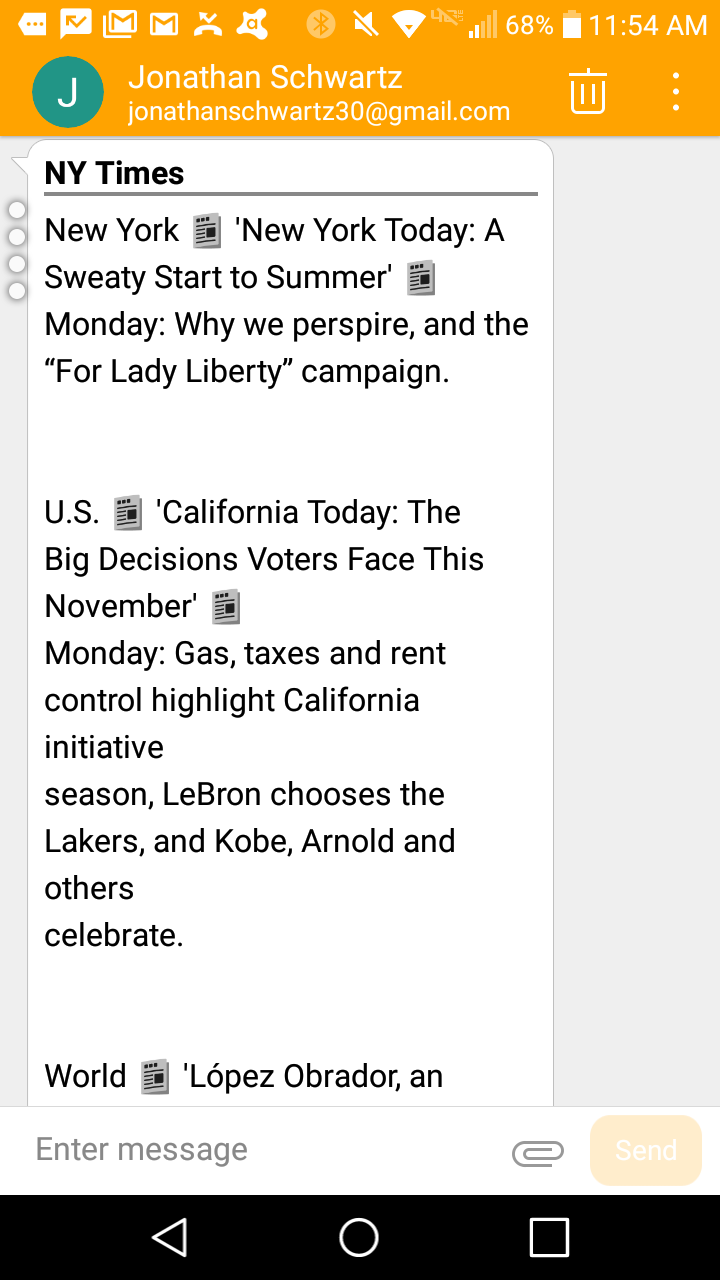 68% 11:54 AM
J
Jonathan Schwartz
jonathanschwartz30@gmail.com
NY Times
New York 'New York Today: A
Sweaty Start to Summer'
Monday: Why we perspire, and the
“For Lady Liberty” campaign.
U.S. 'California Today: The
Big Decisions Voters Face This
November'
Monday: Gas, taxes and rent
control highlight California
initiative
season, LeBron chooses the
Lakers, and Kobe, Arnold and
others
celebrate.
World 'López Obrador, an
Enter message
Send